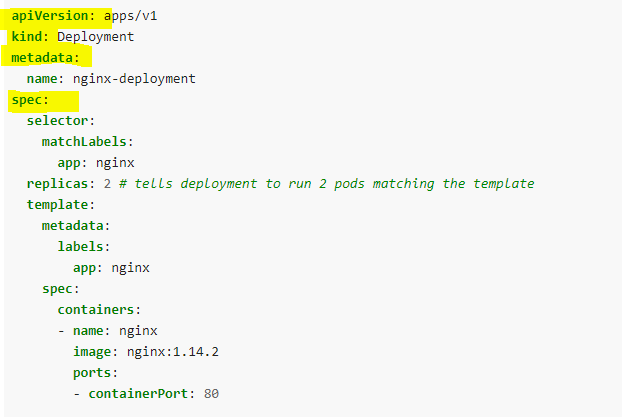 apiVersion: apps/v1
kind: Deployment
metadata:
  name: nginx-deployment
spec:
  selector:
    matchLabels:
      app: nginx
  replicas: 2 # tells deployment to run 2 pods matching the template
  template:
    metadata:
      labels:
        app: nginx
    spec:
      containers:
      - name: nginx
        image: nginx:1.14.2
        ports:
        - containerPort: 80